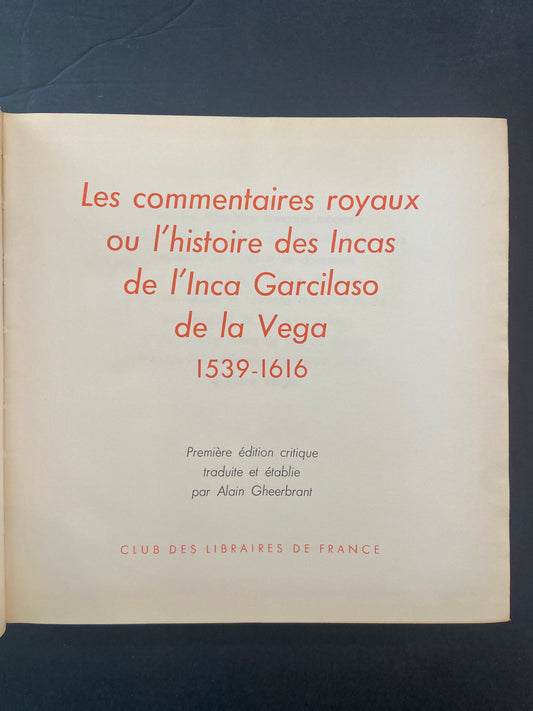 Les commentaires royaux
ou l'histoire des Incas
de l'Inca Garcilaso
de la Vega
1539-1616
Première édition critique
traduite et établie
par Alain Gheerbrant
CLUB DES LIBRAIRES DE FRANCE